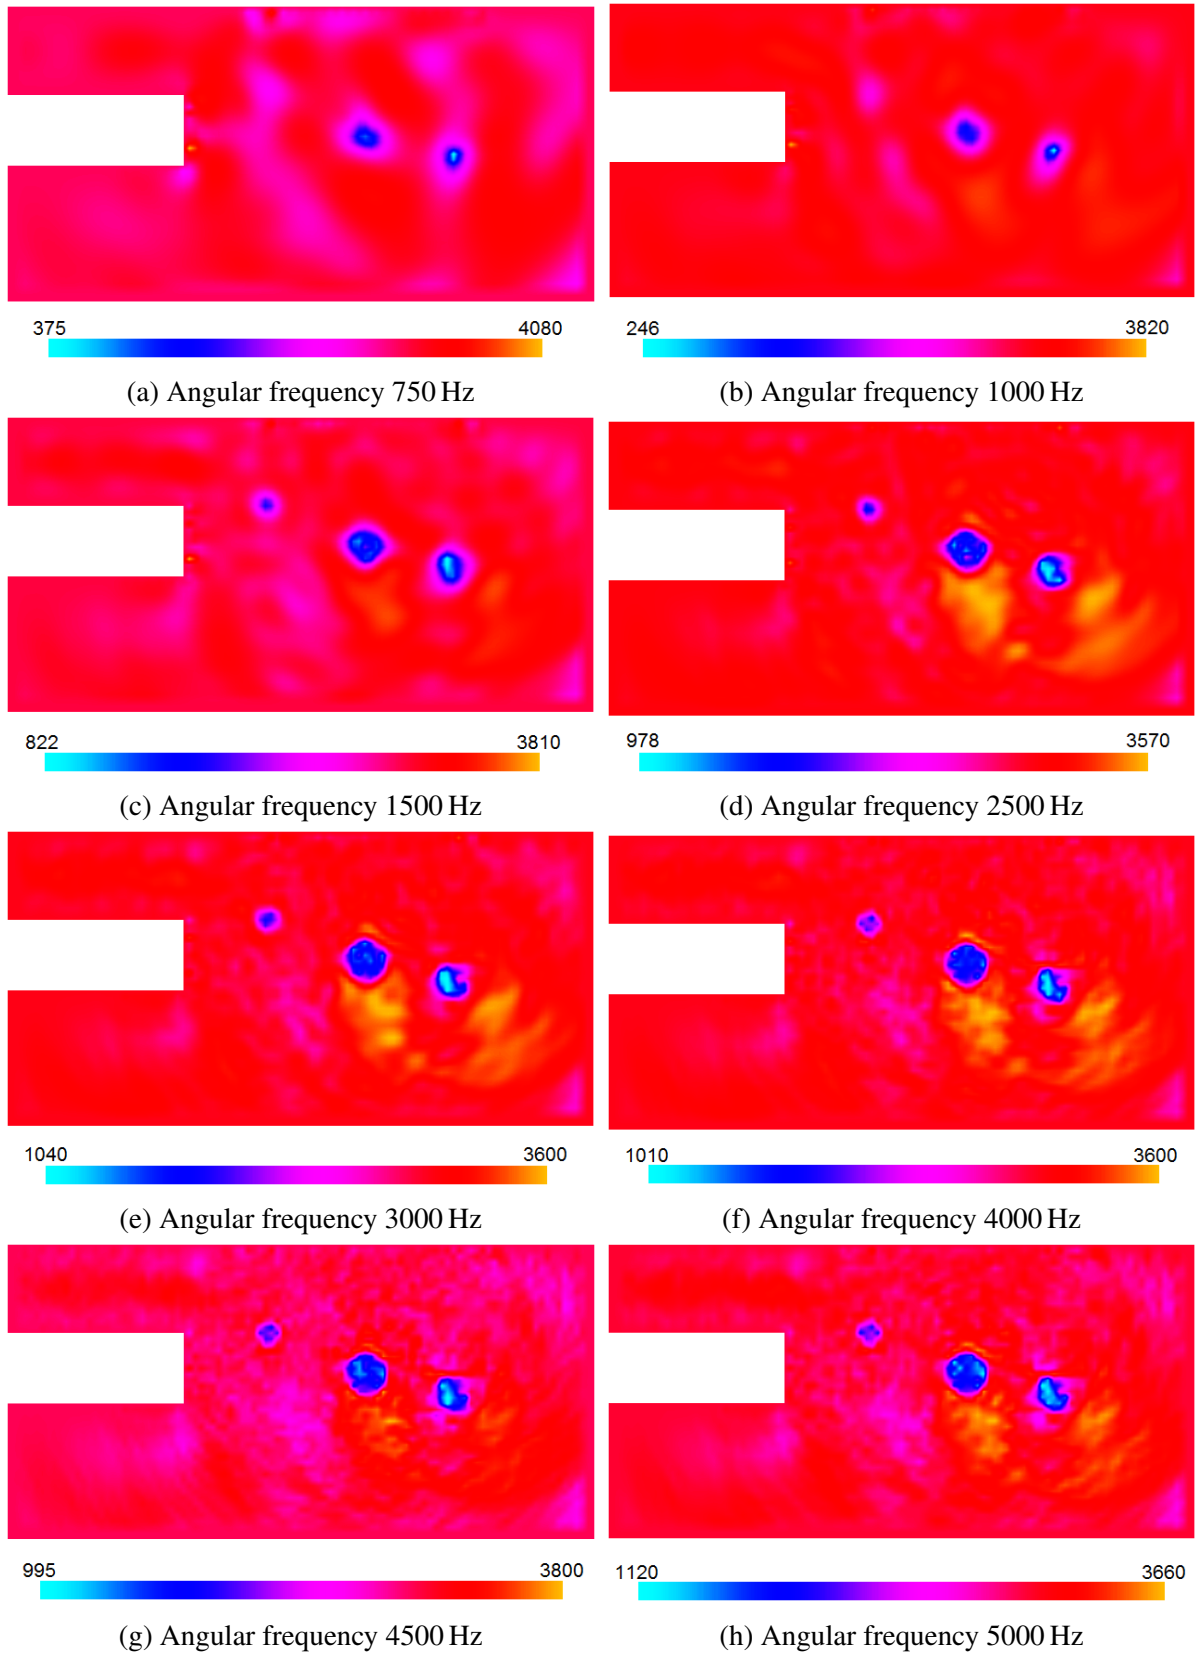 375 4080 246 3820
(a) Angular frequency 750 Hz (b) Angular frequency 1000 Hz
822 3810 978 3570
(c) Angular frequency 1500 Hz (d) Angular frequency 2500 Hz
1040 3600 1010 3600
(e) Angular frequency 3000 Hz (f) Angular frequency 4000 Hz
995 3800 1120 3660
(g) Angular frequency 4500 Hz (h) Angular frequency 5000 Hz